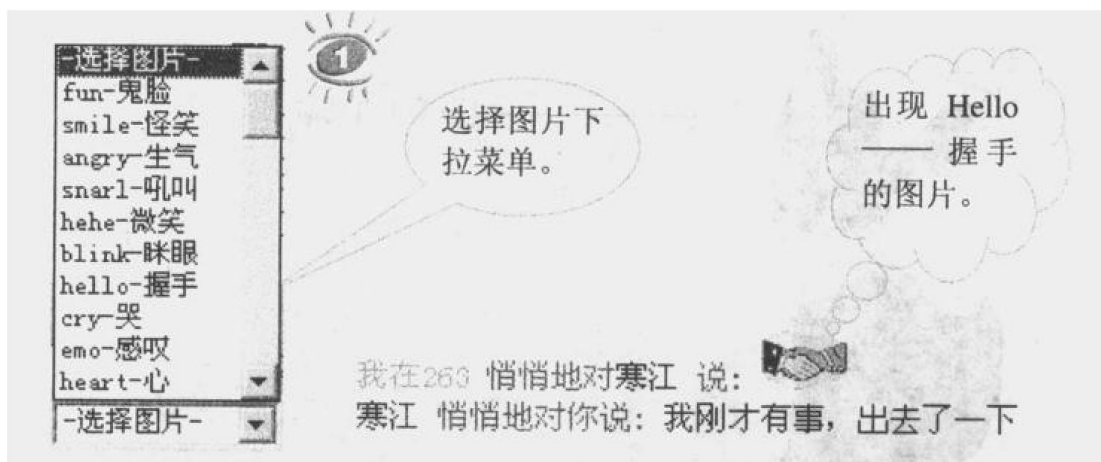 -选择图片-
fun-鬼脸
smile-怪笑
angry-生气
snarl-吼叫
hehe-微笑
blink-眯眼
hello-握手
cry-哭
emo-感叹
heart-心
-选择图片-
1
选择图片下
拉菜单。
出现 Hello
—— 握手
的图片。
我在263 悄悄地对寒江 说:
寒江 悄悄地对你说: 我刚才有事, 出去了一下